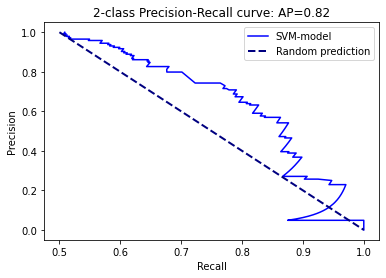 2-class Precision-Recall curve: AP=0.82
SVM-model
Random prediction
Precision
1.0
0.8
0.6
0.4
0.2
0.0
0.5
0.6
0.7
0.8
0.9
1.0
Recall